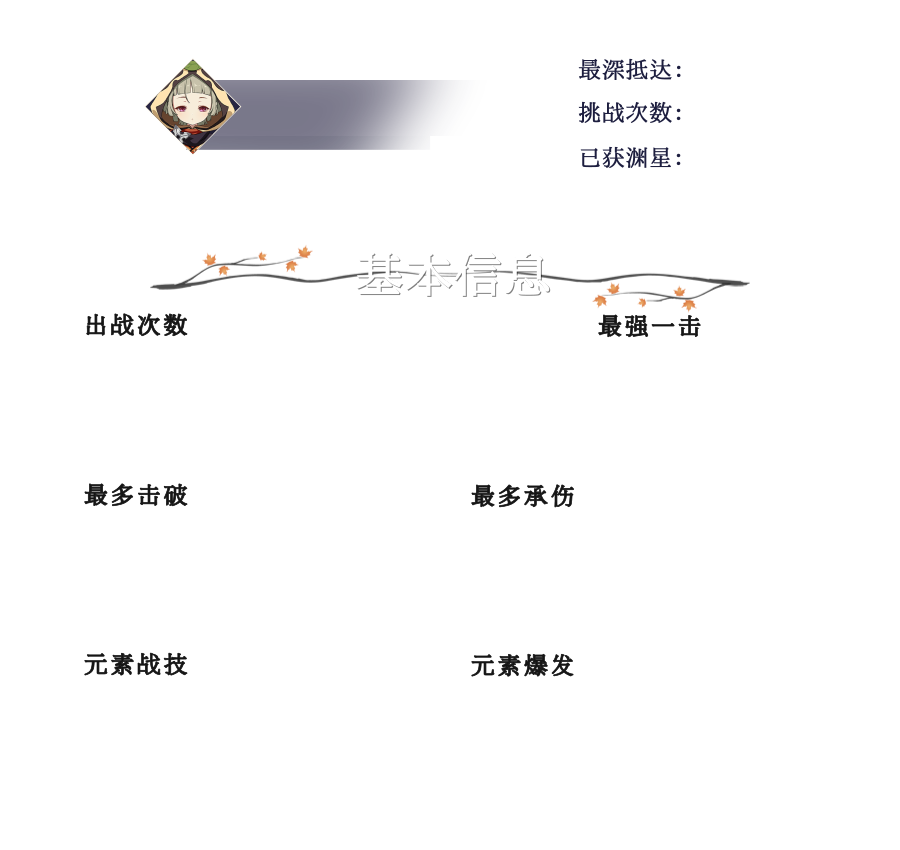 最深抵达：
挑战次数：
已获渊星：
基本信息
出战次数
最强一击
最多击破
最多承伤
元素战技
元素爆发